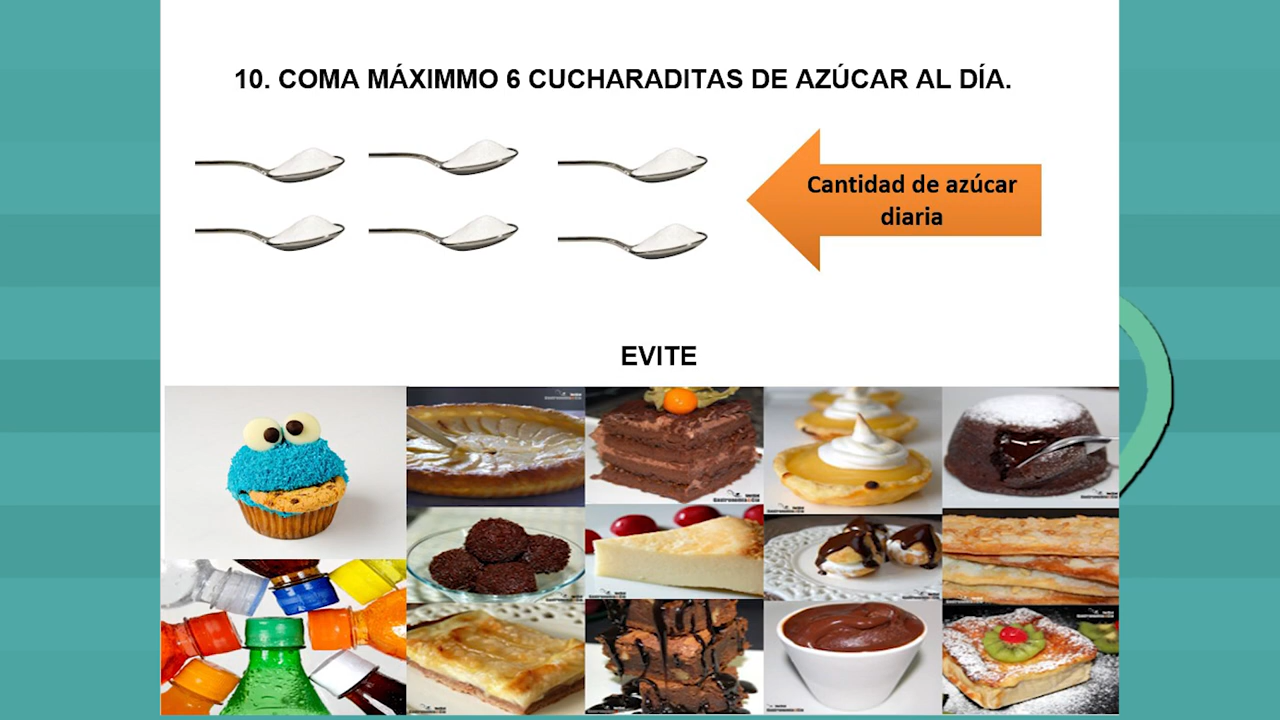 10. COMA MÁXIMMO 6 CUCHARADITAS DE AZÚCAR AL DÍA.
Cantidad de azúcar
diaria
EVITE